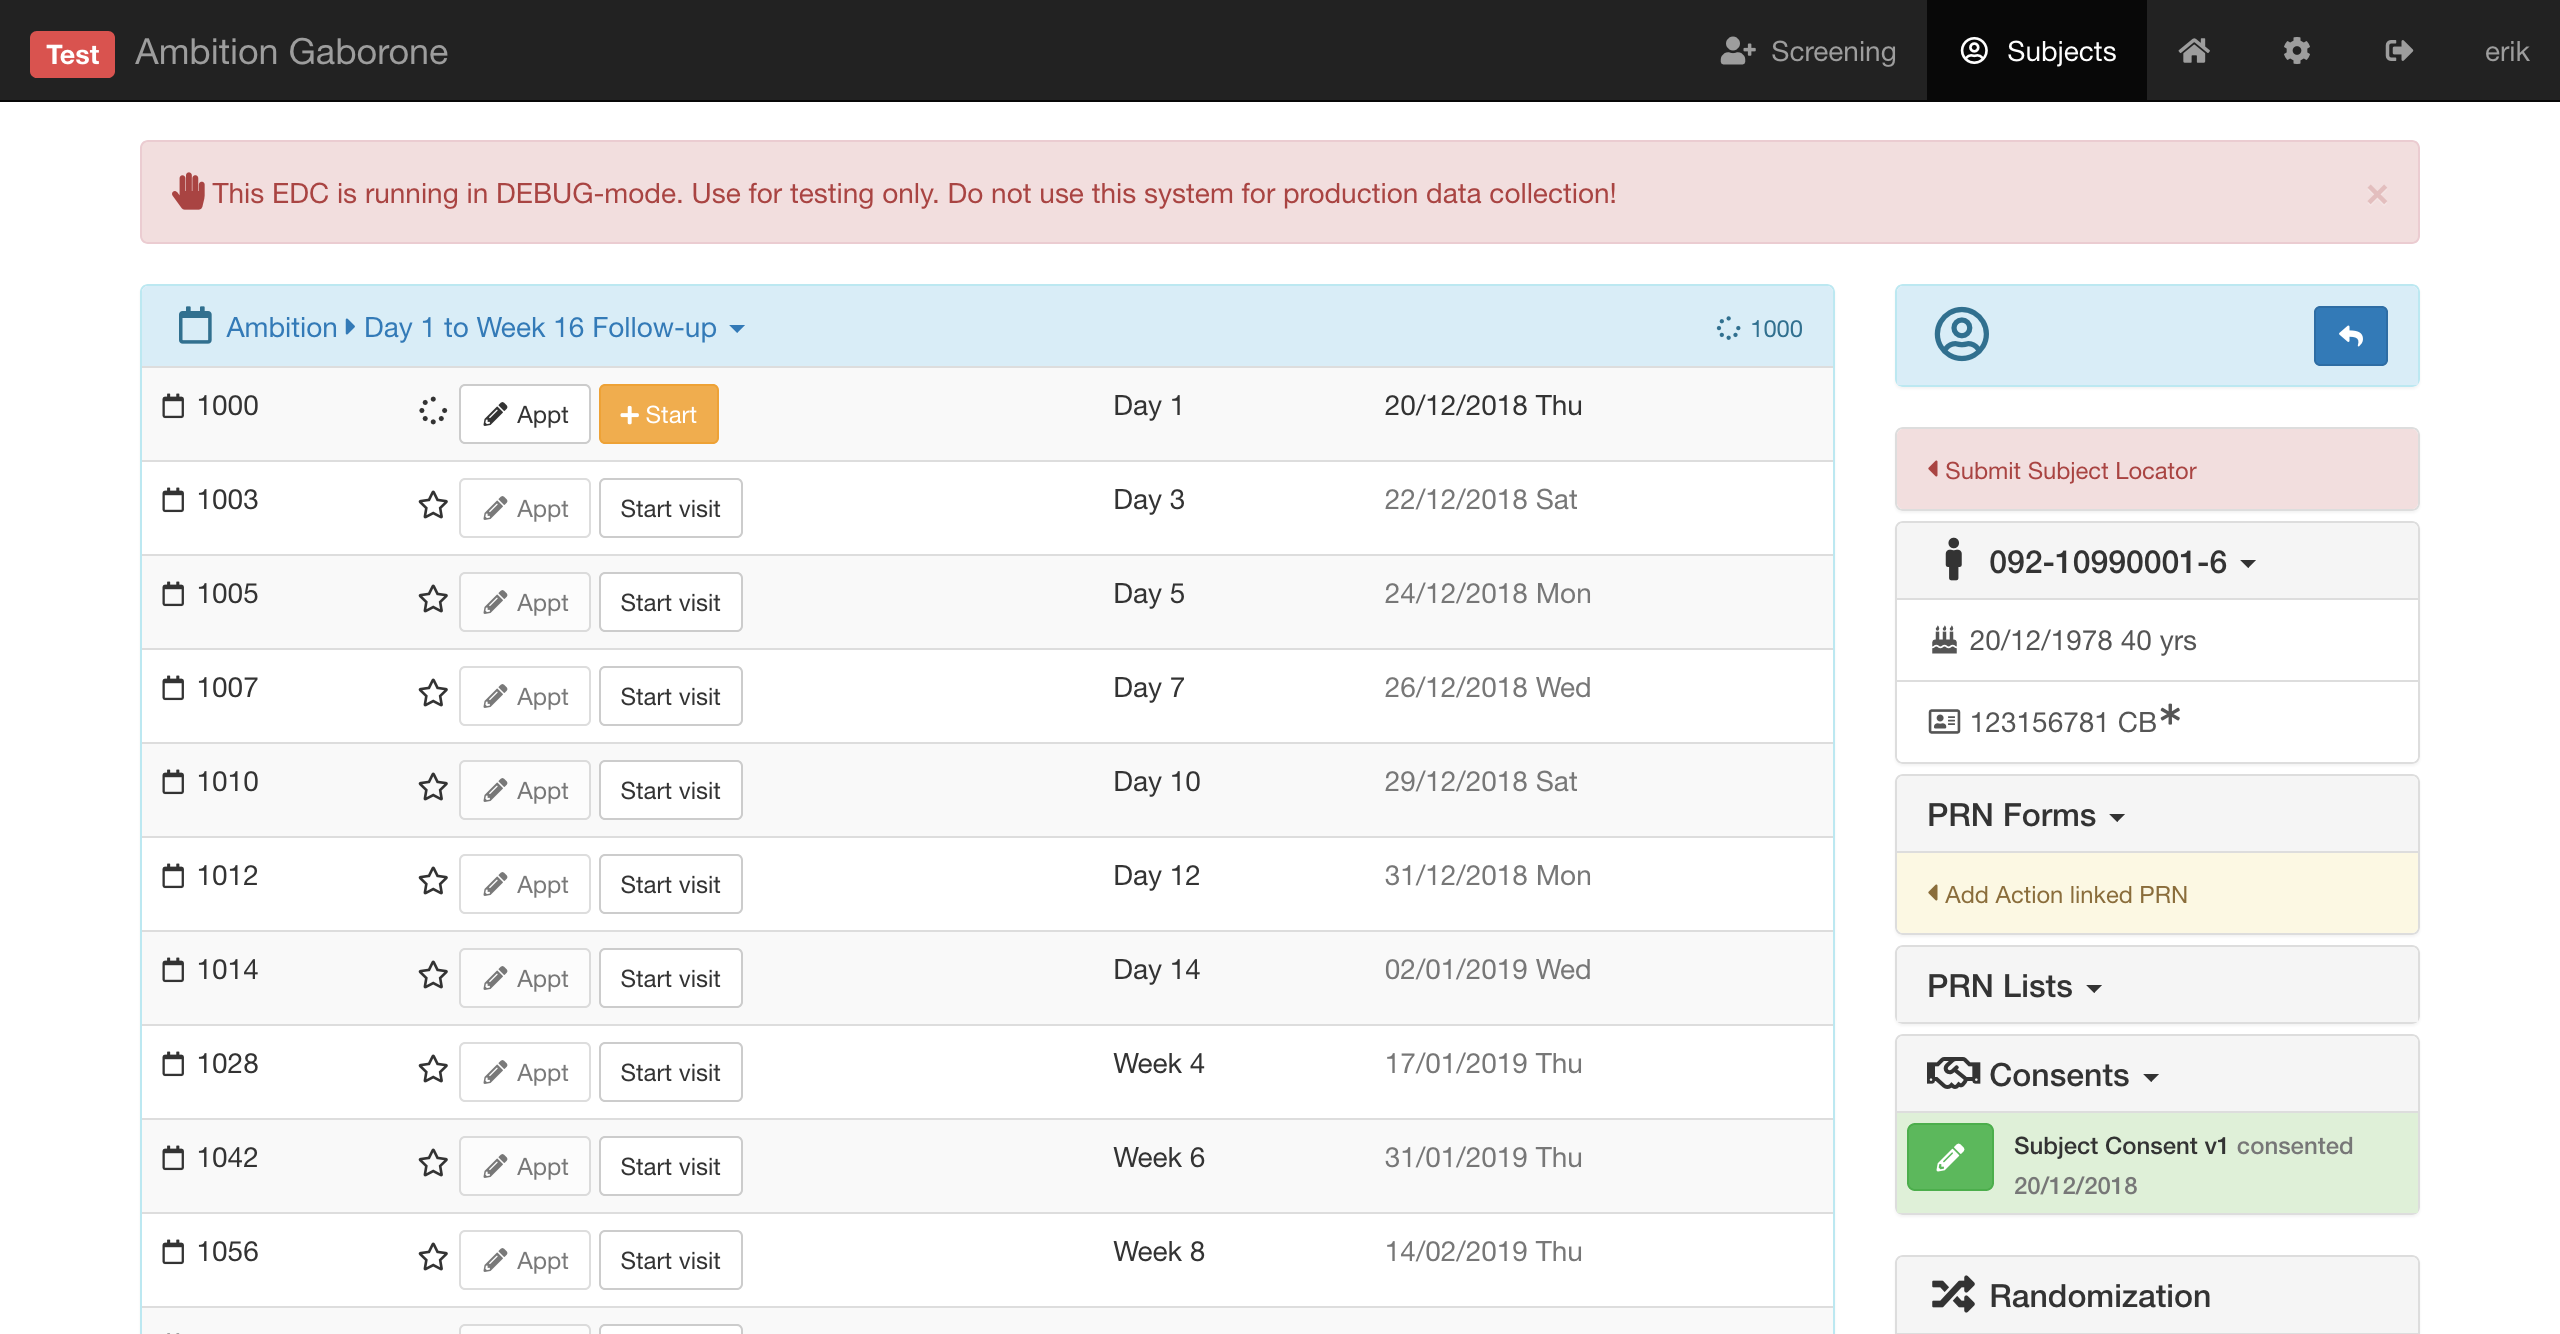 Test Ambition Gaborone Screening Subjects erik
This EDC is running in DEBUG-mode. Use for testing only. Do not use this system for production data collection! ×
Ambition Day 1 to Week 16 Follow-up 1000
1000 Appt + Start Day 1 20/12/2018 Thu
1003 Appt Start visit Day 3 22/12/2018 Sat
1005 Appt Start visit Day 5 24/12/2018 Mon
1007 Appt Start visit Day 7 26/12/2018 Wed
1010 Appt Start visit Day 10 29/12/2018 Sat
1012 Appt Start visit Day 12 31/12/2018 Mon
1014 Appt Start visit Day 14 02/01/2019 Wed
1028 Appt Start visit Week 4 17/01/2019 Thu
1042 Appt Start visit Week 6 31/01/2019 Thu
1056 Appt Start visit Week 8 14/02/2019 Thu
Submit Subject Locator
092-10990001-6
20/12/1978 40 yrs
123156781 CB*
PRN Forms
Add Action linked PRN
PRN Lists
Consents
Subject Consent v1 consented
20/12/2018
Randomization